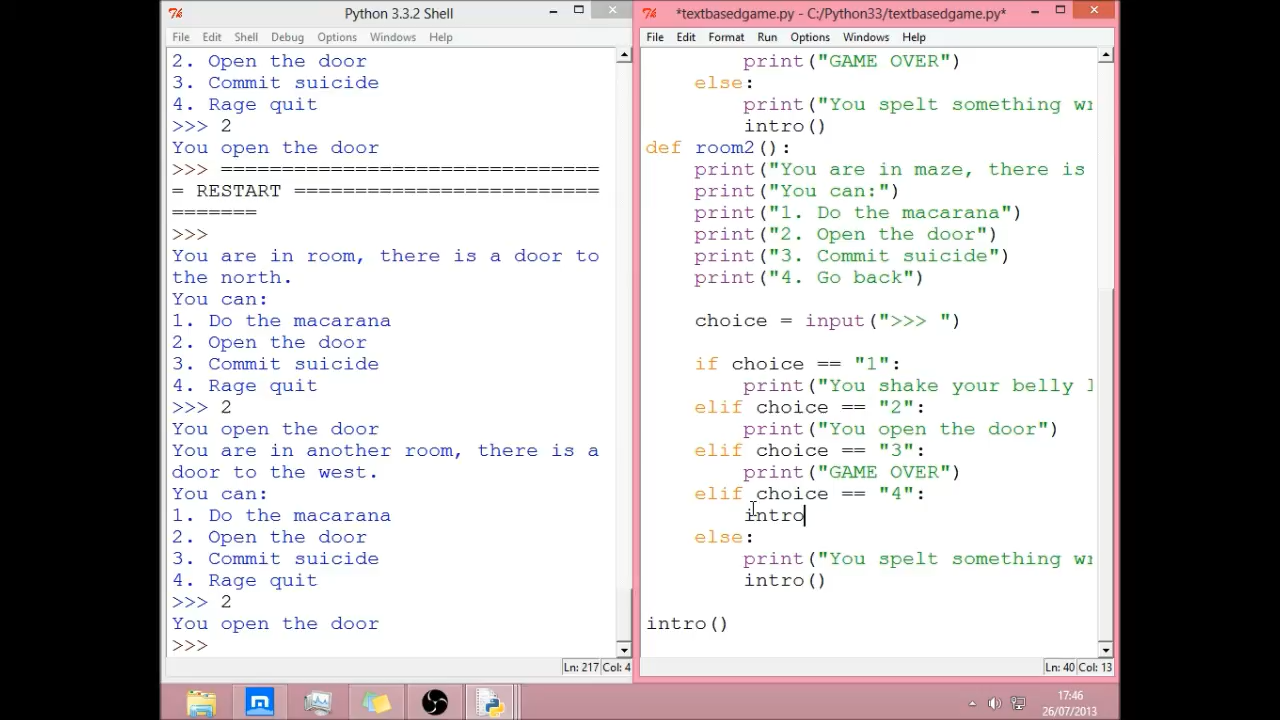 Python 3.3.2 Shell
File Edit Shell Debug Options Windows Help
2. Open the door
3. Commit suicide
4. Rage quit
>>> 2
You open the door
>>> ===============================
= RESTART =========================
=======
>>>
You are in room, there is a door to
the north.
You can:
1. Do the macarana
2. Open the door
3. Commit suicide
4. Rage quit
>>> 2
You open the door
You are in another room, there is a
door to the west.
You can:
1. Do the macarana
2. Open the door
3. Commit suicide
4. Rage quit
>>> 2
You open the door
>>>
Ln: 217 Col: 4
*textbasedgame.py - C:/Python33/textbasedgame.py*
File Edit Format Run Options Windows Help
print("GAME OVER")
else:
print("You spelt something
intro()
def room2():
print("You are in maze, there is
print("You can:")
print("1. Do the macarana")
print("2. Open the door")
print("3. Commit suicide")
print("4. Go back")
choice = input(">>> ")
if choice == "1":
print("You shake your belly
elif choice == "2":
print("You open the door")
elif choice == "3":
print("GAME OVER")
elif choice == "4":
intro
else:
print("You spelt something
intro()
intro()
Ln: 40 Col: 13
17:46
26/07/2013